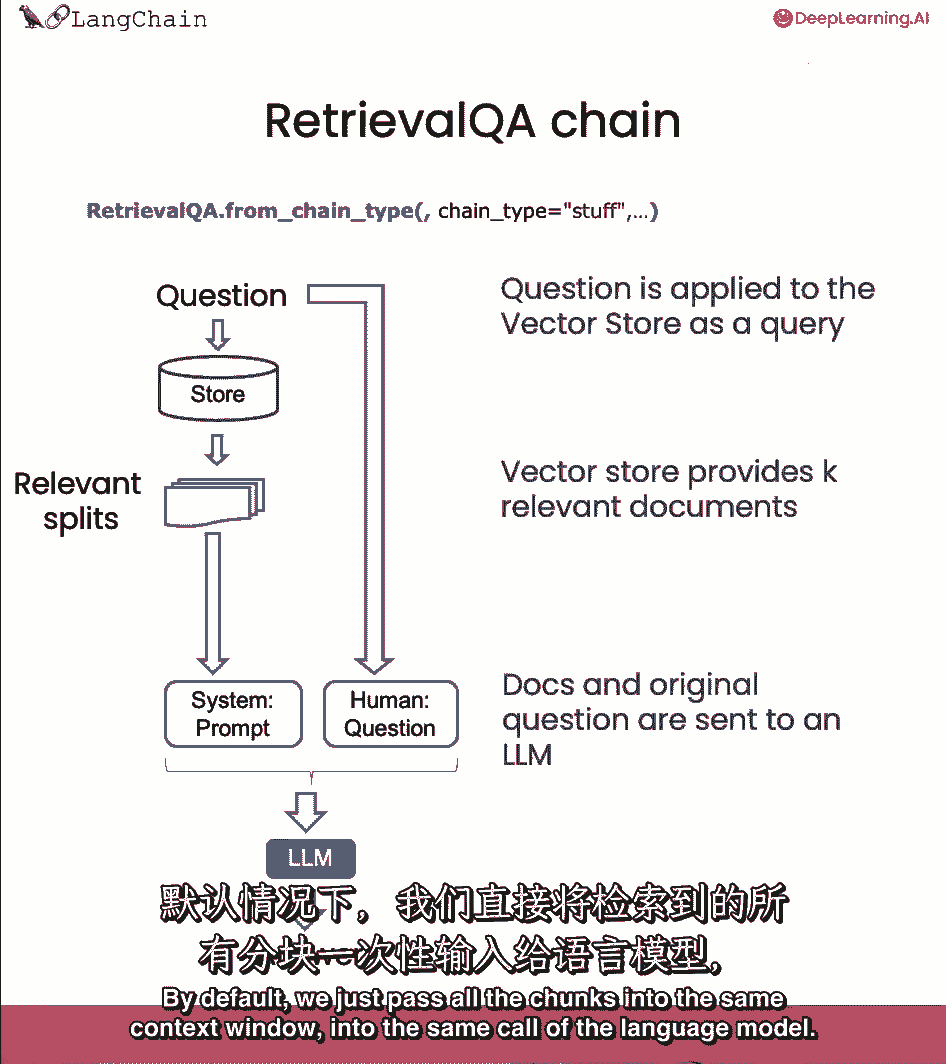 LangChain
DeepLearning.AI
RetrievalQA chain
RetrievalQA.from_chain_type(, chain_type="stuff",...)
Question
Store
Relevant
splits
System:
Prompt
Human:
Question
LLM
Question is applied to the
Vector Store as a query
Vector store provides k
relevant documents
Docs and original
question are sent to an
LLM
默认情况下，我们直接将检索到的所
有分块一次性输入给语言模型,
By default, we just pass all the chunks into the same
context window, into the same call of the language model.